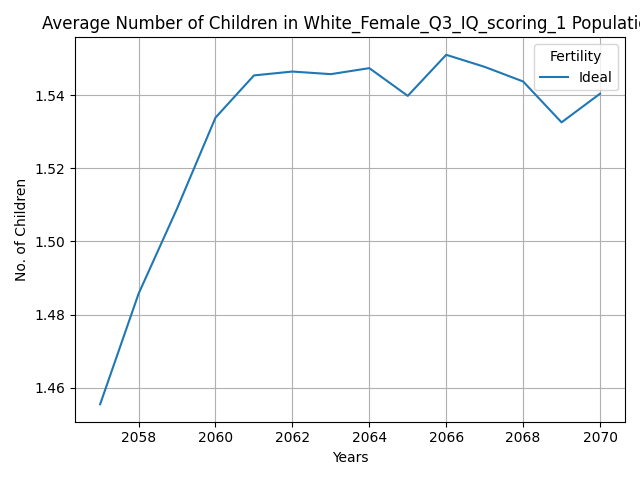 Average Number of Children in White_Female_Q3_IQ_scoring_1 Populatio
Fertility
Ideal
No. of Children
1.54
1.52
1.50
1.48
1.46
2058 2060 2062 2064 2066 2068 2070
Years